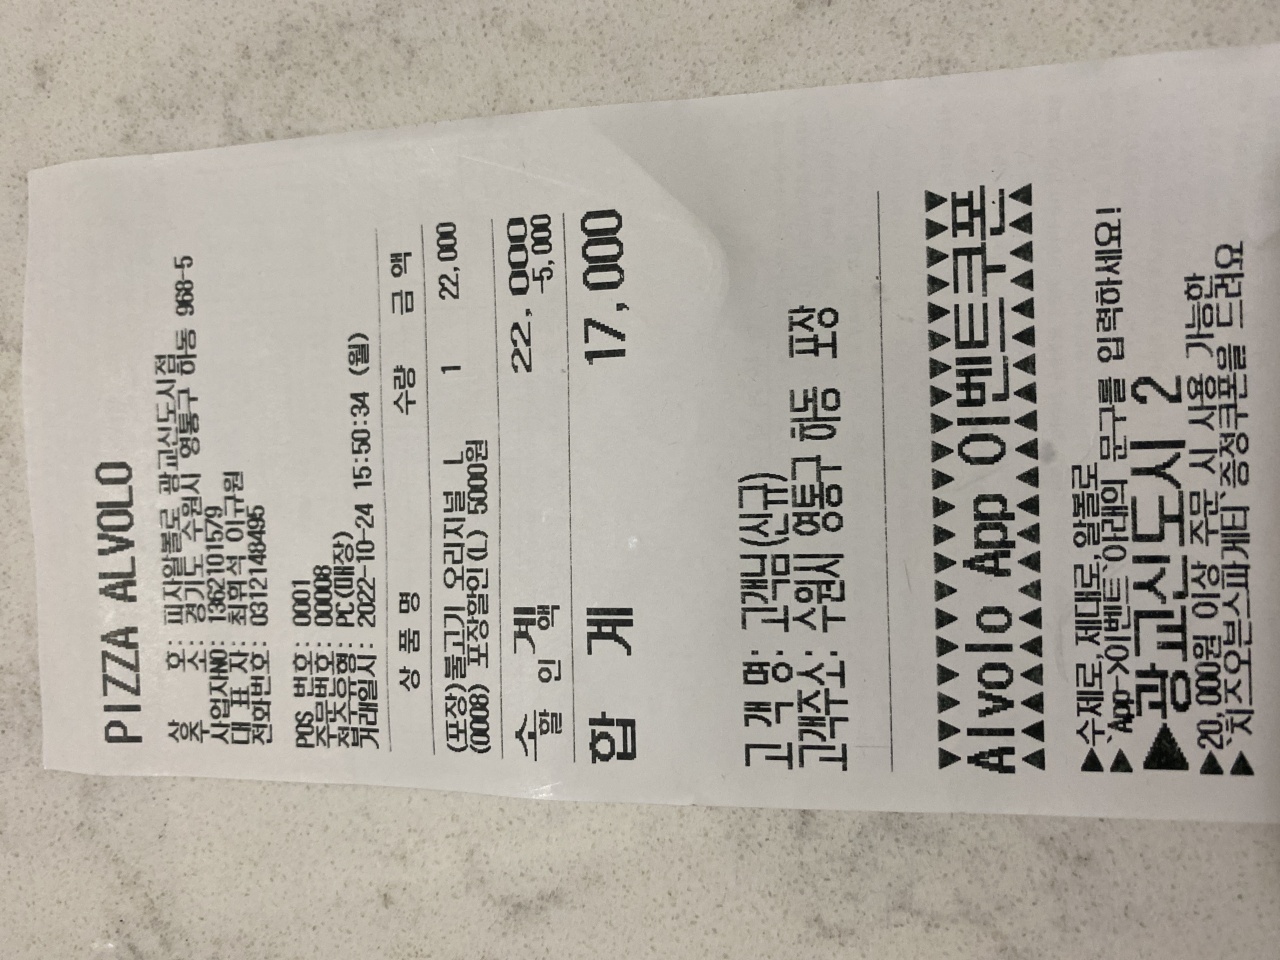 PIZZA ALVOLO
상 호: 피자알볼로 광교신도시점
주 소: 경기도 수원시 영통구 하동 968-5
사업자NO: 1362101579
대 표 자: 최휘석 이규원
전화번호: 0312148495
POS 번호: 0001
주문번호: 00008
접수유형: PC(매장)
거래일시: 2022-10-24 15:50:34 (월)
상 품 명 수량 금 액
(포장)불고기 오리지널 L 1 22,000
(0008) 포장할인(L) 5000원
소 계 22,000
할 인 액 -5,000
합 계 17,000
고 객 명: 고객님(신규)
고객주소: 수원시 영통구 하동 포장
▶▶▶▶▶▶▶▶▶▶▶▶▶▶▶▶▶▶▶▶
Alvolo App 이벤트쿠폰
◀◀◀◀◀◀◀◀◀◀◀◀◀◀◀◀◀◀◀◀
▶수제로, 제대로, 알볼로
▶'App->이벤트'아래의 문구를 입력하세요!
▶광교신도시 2
▶20,000원 이상 주문 시 사용 가능한
▶'치즈오븐스파게티'증정쿠폰을 드려요